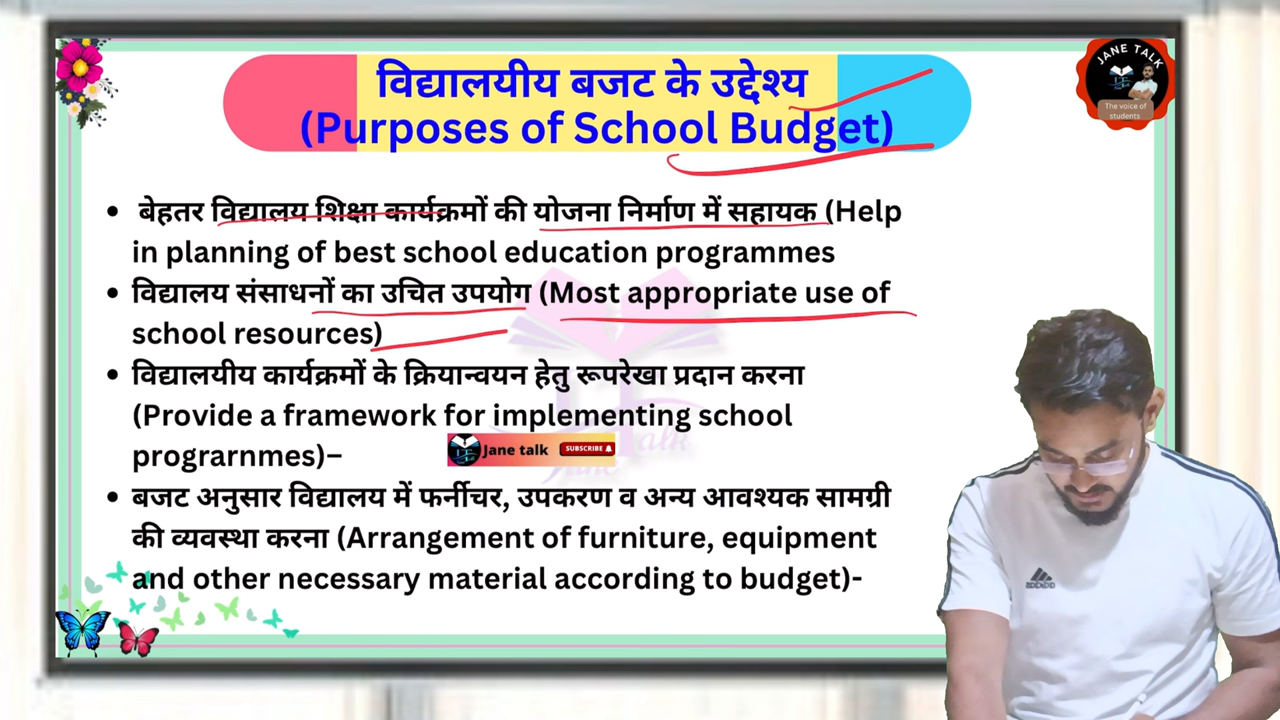 विद्यालयीय बजट के उद्देश्य
(Purposes of School Budget)
JANE TALK
The voice of
students
• बेहतर विद्यालय शिक्षा कार्यक्रमों की योजना निर्माण में सहायक (Help
in planning of best school education programmes
• विद्यालय संसाधनों का उचित उपयोग (Most appropriate use of
school resources)
• विद्यालयीय कार्यक्रमों के क्रियान्वयन हेतु रूपरेखा प्रदान करना
(Provide a framework for implementing school
prograrnmes)–
Jane talk SUBSCRIBE
• बजट अनुसार विद्यालय में फर्नीचर, उपकरण व अन्य आवश्यक सामग्री
की व्यवस्था करना (Arrangement of furniture, equipment
and other necessary material according to budget)-